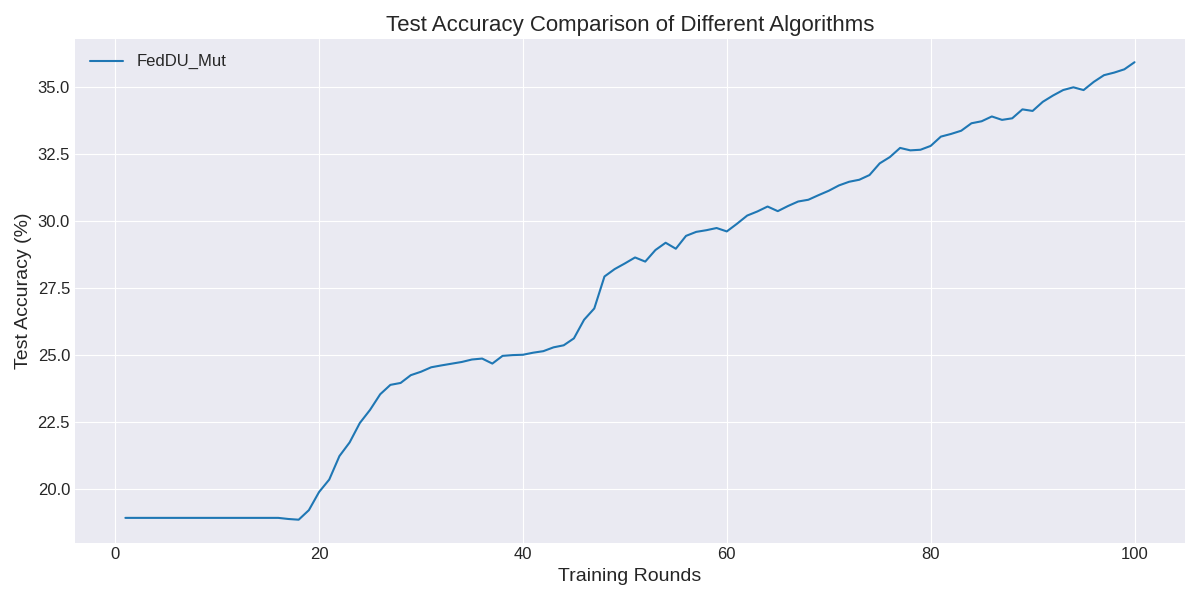 Test Accuracy Comparison of Different Algorithms
FedDU_Mut
Test Accuracy (%)
35.0
32.5
30.0
27.5
25.0
22.5
20.0
0 20 40 60 80 100
Training Rounds